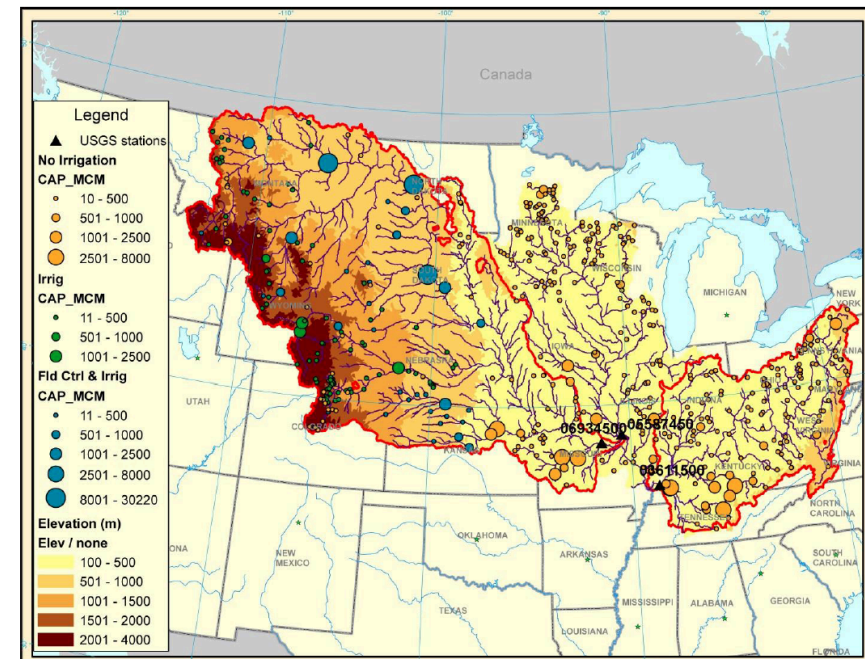 -120°
-110°
-100°
-90°
-80°
Canada
Legend
USGS stations
No Irrigation
CAP_MCM
10 - 500
501 - 1000
1001 - 2500
2501 - 8000
Irrig
CAP_MCM
11 - 500
501 - 1000
1001 - 2500
Fld Ctrl & Irrig
CAP_MCM
11 - 500
501 - 1000
1001 - 2500
2501 - 8000
8001 - 30220
Elevation (m)
Elev / none
100 - 500
501 - 1000
1001 - 1500
1501 - 2000
2001 - 4000
MINNESOTA
WISCONSIN
MICHIGAN
NEW
YORK
WYOMING
NEBRASKA
IOWA
UTAH
INDIANA
WEST
VIRGINIA
06934500
05587450
03611500
KENTUCKY
TENNESSEE
NORTH
CAROLINA
SOUTH
CAROLINA
OKLAHOMA
ARKANSAS
NEW
MEXICO
TEXAS
MISSISSIPPI
ALABAMA
GEORGIA
LOUISIANA
FLORIDA